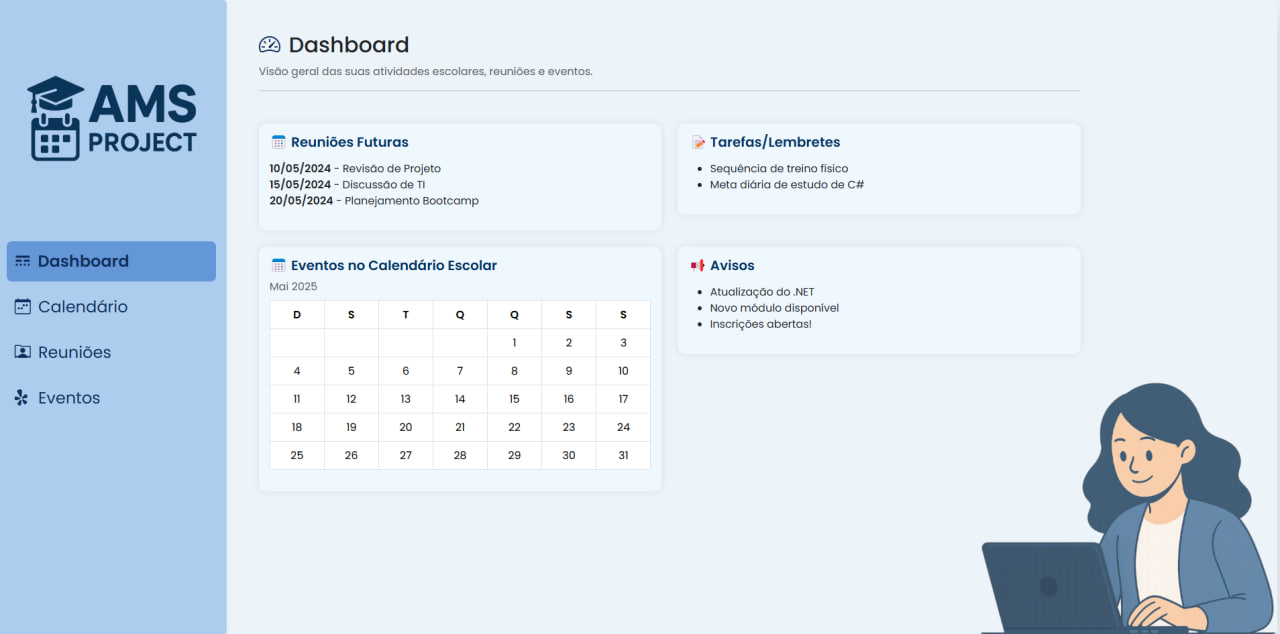 AMS
PROJECT
Dashboard
Calendário
Reuniões
Eventos
Dashboard
Visão geral das suas atividades escolares, reuniões e eventos.
Reuniões Futuras
10/05/2024 - Revisão de Projeto
15/05/2024 - Discussão de TI
20/05/2024 - Planejamento Bootcamp
Tarefas/Lembretes
Sequência de treino físico
Meta diária de estudo de C#
Eventos no Calendário Escolar
Mai 2025
D S T Q Q S S
1 2 3
4 5 6 7 8 9 10
11 12 13 14 15 16 17
18 19 20 21 22 23 24
25 26 27 28 29 30 31
Avisos
Atualização do .NET
Novo módulo disponível
Inscrições abertas!